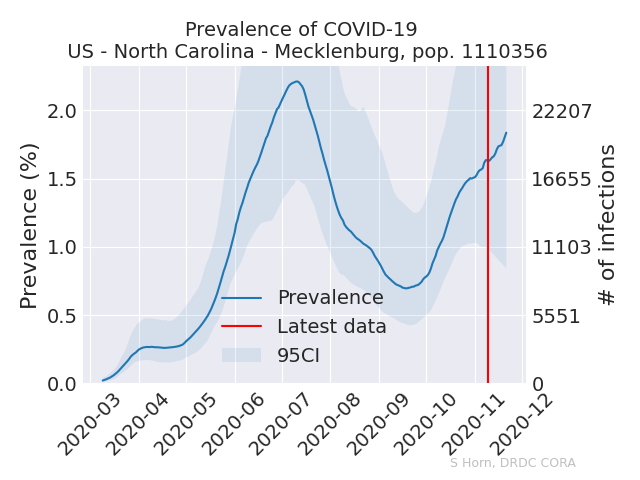 Prevalence of COVID-19
US - North Carolina - Mecklenburg, pop. 1110356
Prevalence (%)
2.0
1.5
1.0
0.5
0.0
22207
16655
11103
5551
0
# of infections
Prevalence
Latest data
95CI
2020-03
2020-04
2020-05
2020-06
2020-07
2020-08
2020-09
2020-10
2020-11
2020-12
S Horn, DRDC CORA